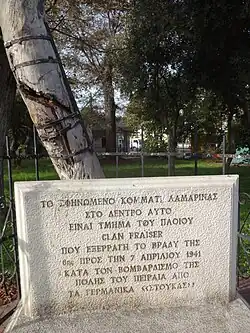 ΤΟ ΣΦΗΝΩΜΕΝΟ ΚΟΜΜΑΤΙ ΛΑΜΑΡΙΝΑΣ
ΣΤΟ ΔΕΝΤΡΟ ΑΥΤΟ
ΕΙΝΑΙ ΤΜΗΜΑ ΤΟΥ ΠΛΟΙΟΥ
CLAN FRAISER
ΠΟΥ ΕΞΕΡΡΑΓΗ ΤΟ ΒΡΑΔΥ ΤΗΣ
6ης ΠΡΟΣ ΤΗΝ 7 ΑΠΡΙΛΙΟΥ 1941
ΚΑΤΑ ΤΟΝ ΒΟΜΒΑΡΔΙΣΜΟ ΤΗΣ
ΠΟΛΗΣ ΤΟΥ ΠΕΙΡΑΙΑ ΑΠΟ
ΤΑ ΓΕΡΜΑΝΙΚΑ «ΣΤΟΥΚΑΣ»